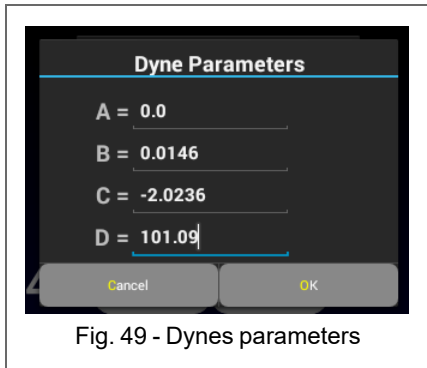 Dyne Parameters
A = 0.0
B = 0.0146
C = -2.0236
D = 101.09
Cancel OK
Fig. 49 - Dynes parameters